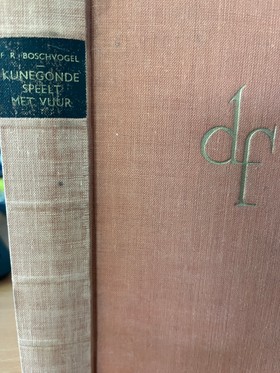 F. R. BOSCHVOGEL
KUNEGONDE
SPEELT
MET VUUR
df